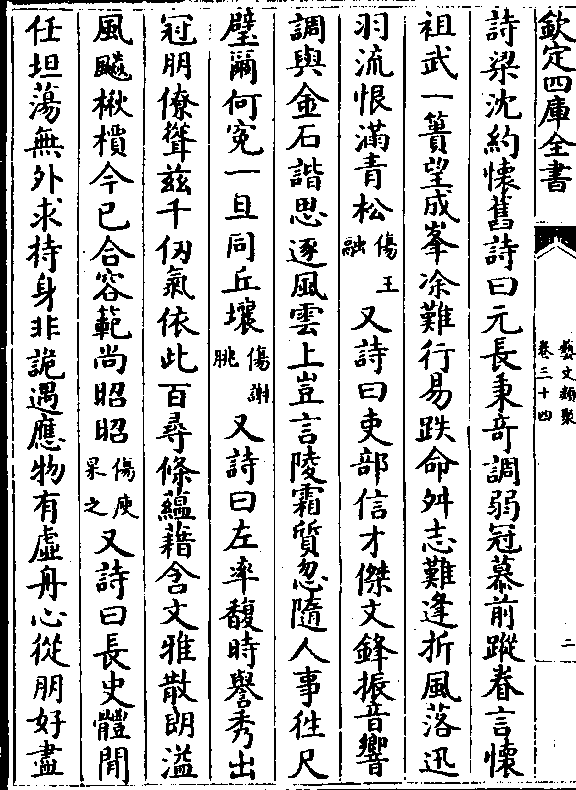 欽定四庫全書
藝文類聚
卷三十四
二
詩梁沈約懷舊詩曰元長秉竒調弱冠慕前蹤眷言懷
祖武一簣望成峯凃難行易跌命舛志難逢折風落迅
羽流恨滿青松傷王融又詩曰吏部信才傑文鋒振音響
調與金石諧思逐風雲上豈言陵霜質忽隨人事徃尺
璧爾何寃一旦同丘壤傷謝朓又詩曰左率馥時譽秀出
冠朋僚聳兹千仞氣依此百尋條蘊藉含文雅散朗溢
風飈楸檟今已合容範尚昭昭傷庾杲之又詩曰長史體閒
任坦蕩無外求持身非詭遇應物有虛舟心從朋好盡